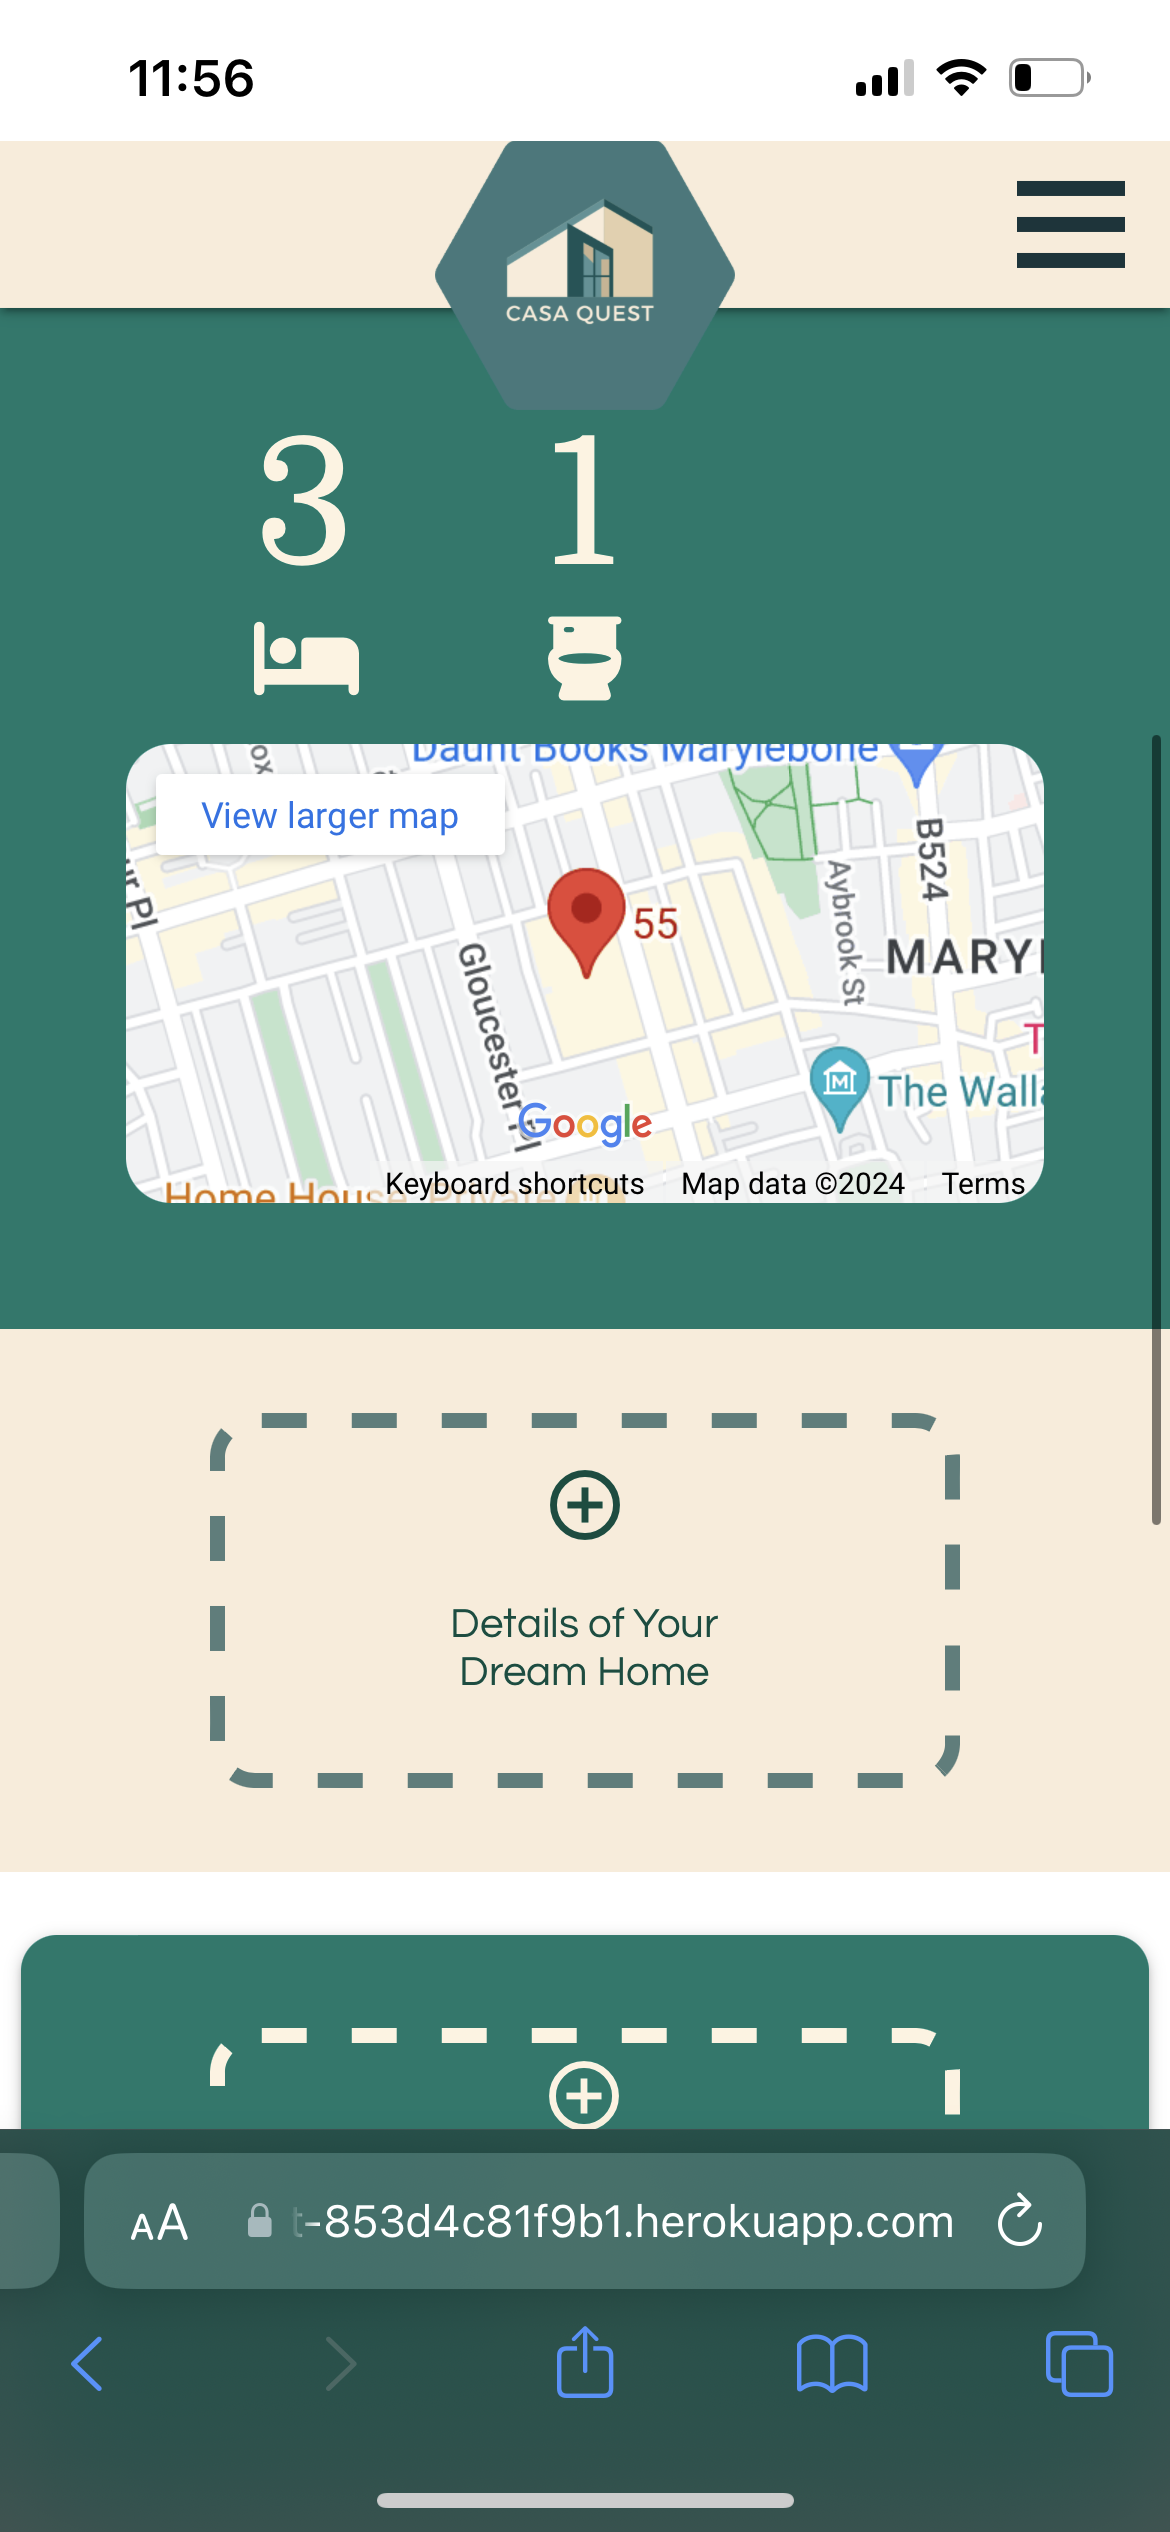 11:56
CASA QUEST
3 1
Daunt Books Marylebone
View larger map
B524
55
Aybrook St
MARYL
Gloucester Pl
The Walla
Google
Home House Private
Keyboard shortcuts Map data ©2024 Terms
Details of Your
Dream Home
AA t-853d4c81f9b1.herokuapp.com